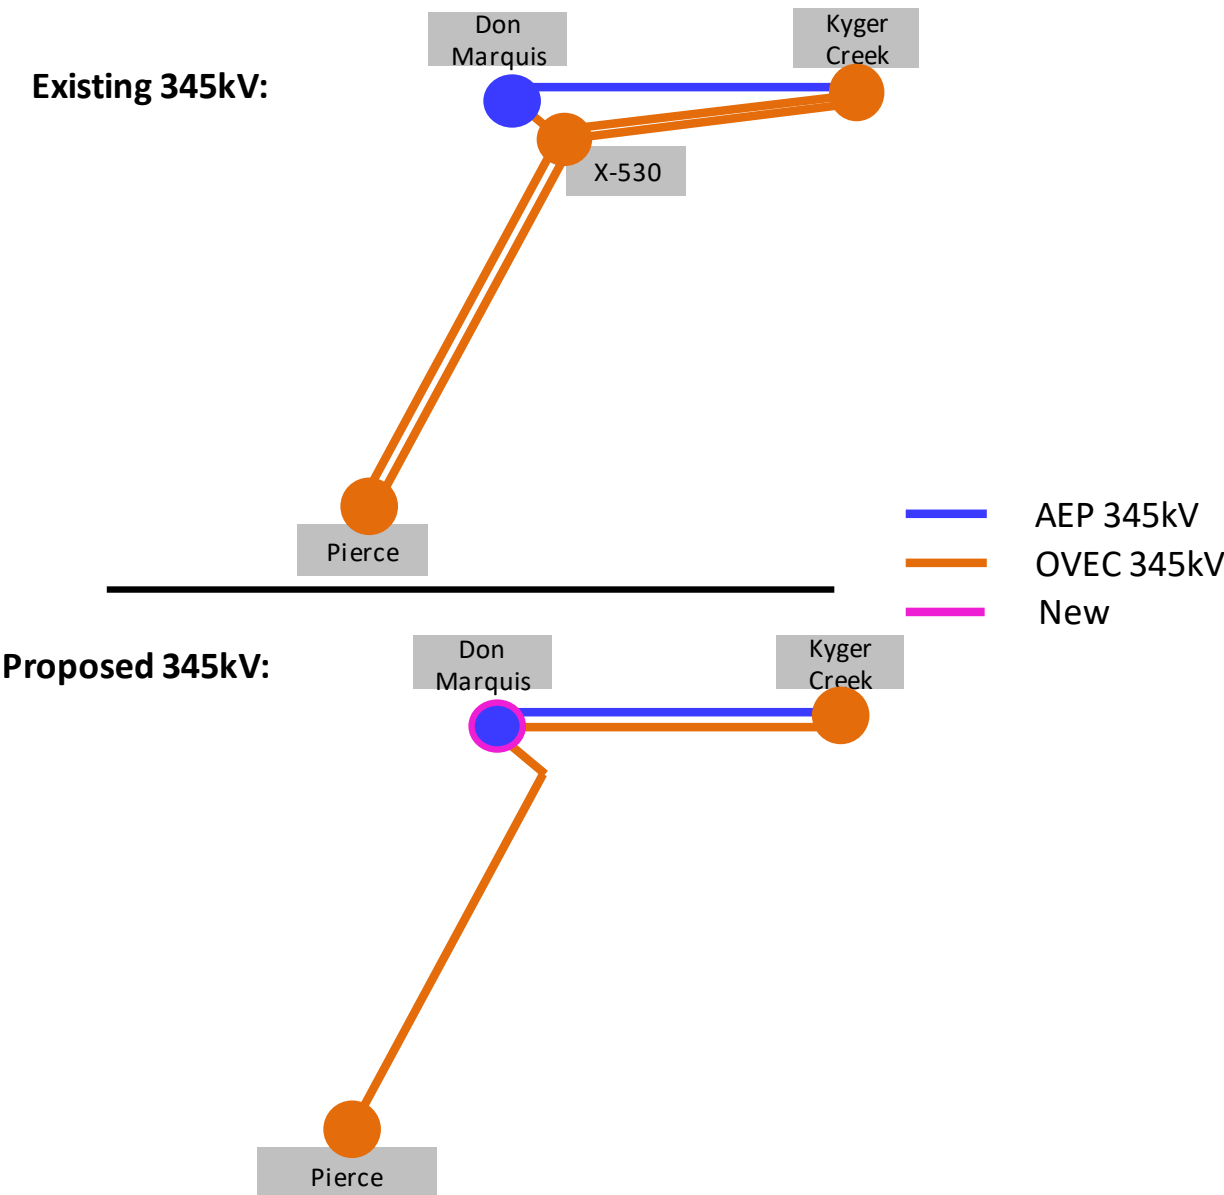 Existing 345kV:
Don
Marquis
Kyger
Creek
X-530
Pierce
AEP 345kV
OVEC 345kV
New
Proposed 345kV:
Don
Marquis
Kyger
Creek
Pierce